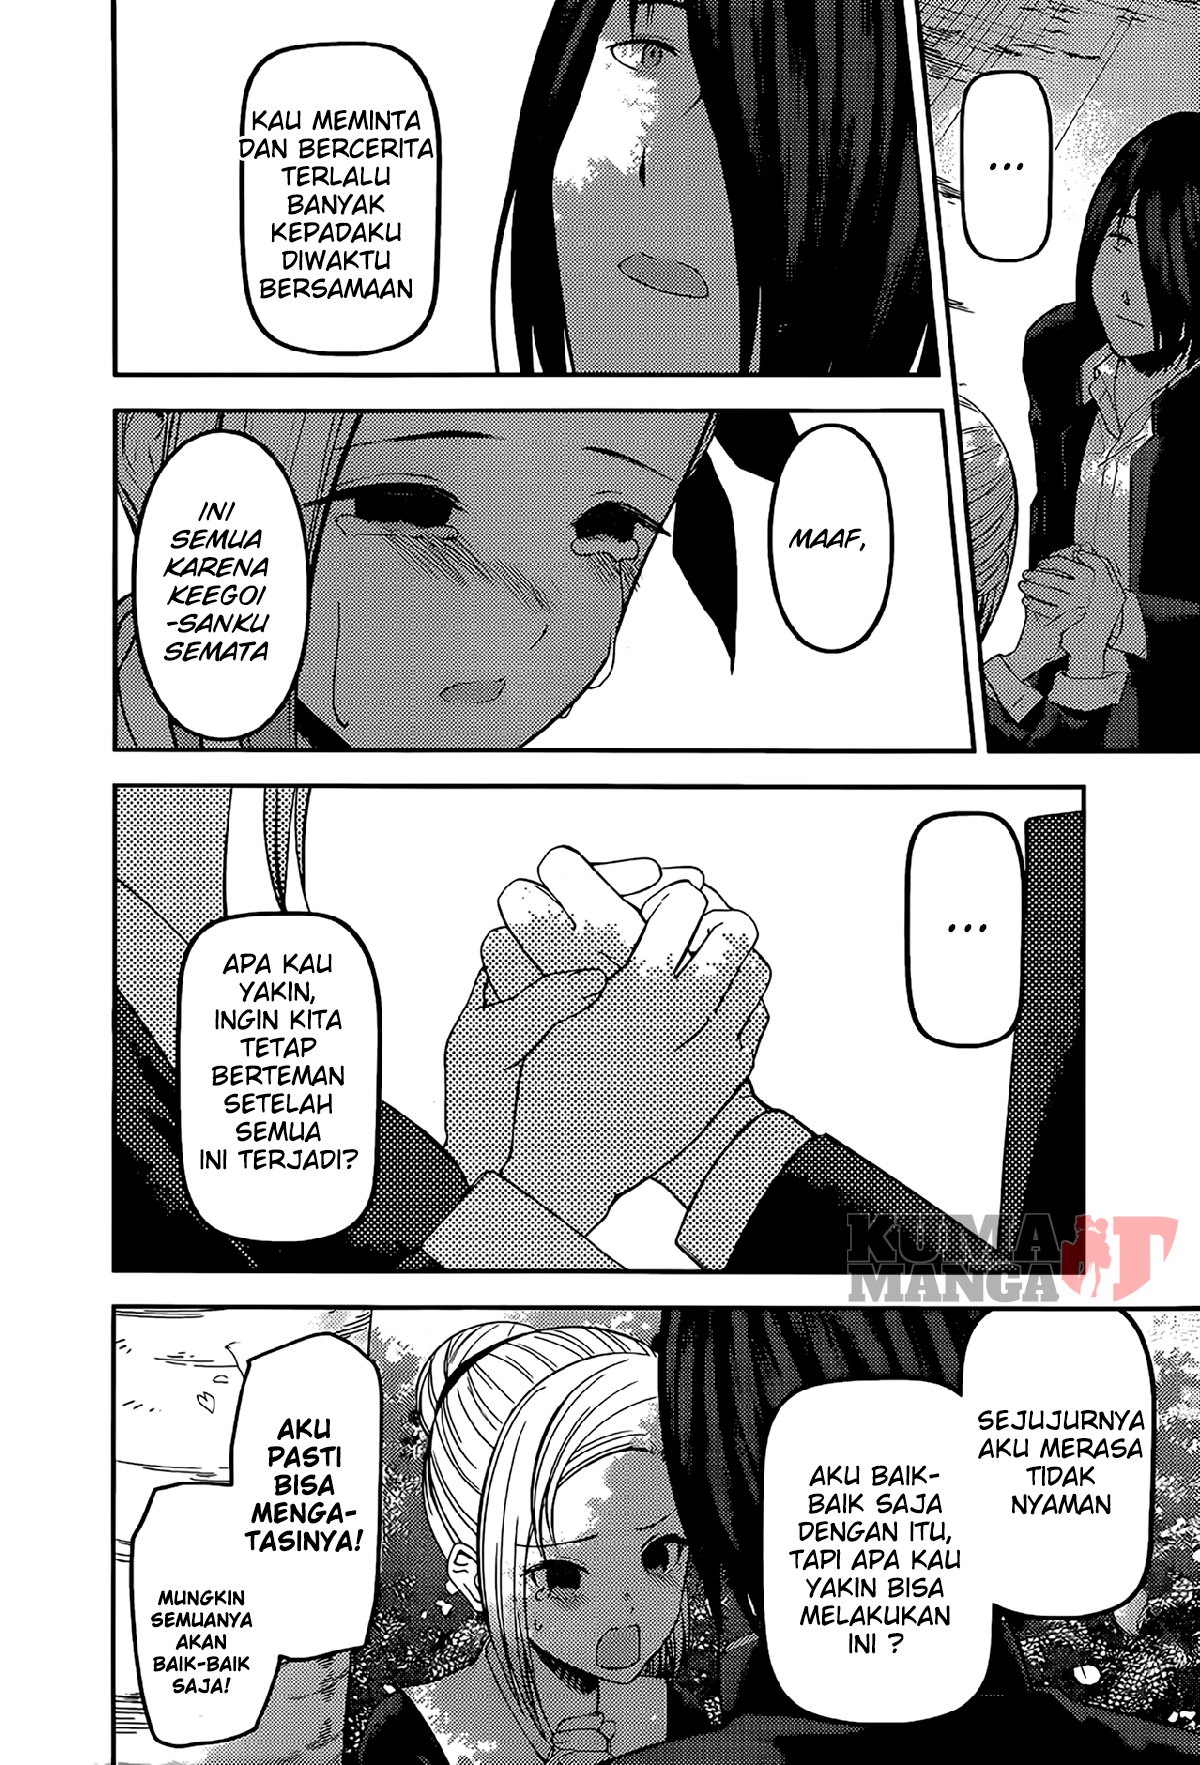 ...
KAU MEMINTA
DAN BERCERITA
TERLALU
BANYAK
KEPADAKU
DIWAKTU
BERSAMAAN
MAAF,
INI
SEMUA
KARENA
KEEGOI
-SANKU
SEMATA
...
APA KAU
YAKIN,
INGIN KITA
TETAP
BERTEMAN
SETELAH
SEMUA
INI TERJADI?
KUMA
MANGA
SEJUJURNYA
AKU MERASA
TIDAK
NYAMAN
AKU BAIK-
BAIK SAJA
DENGAN ITU,
TAPI APA KAU
YAKIN BISA
MELAKUKAN
INI ?
AKU
PASTI
BISA
MENGA-
TASINYA!
MUNGKIN
SEMUANYA
AKAN
BAIK-BAIK
SAJA!